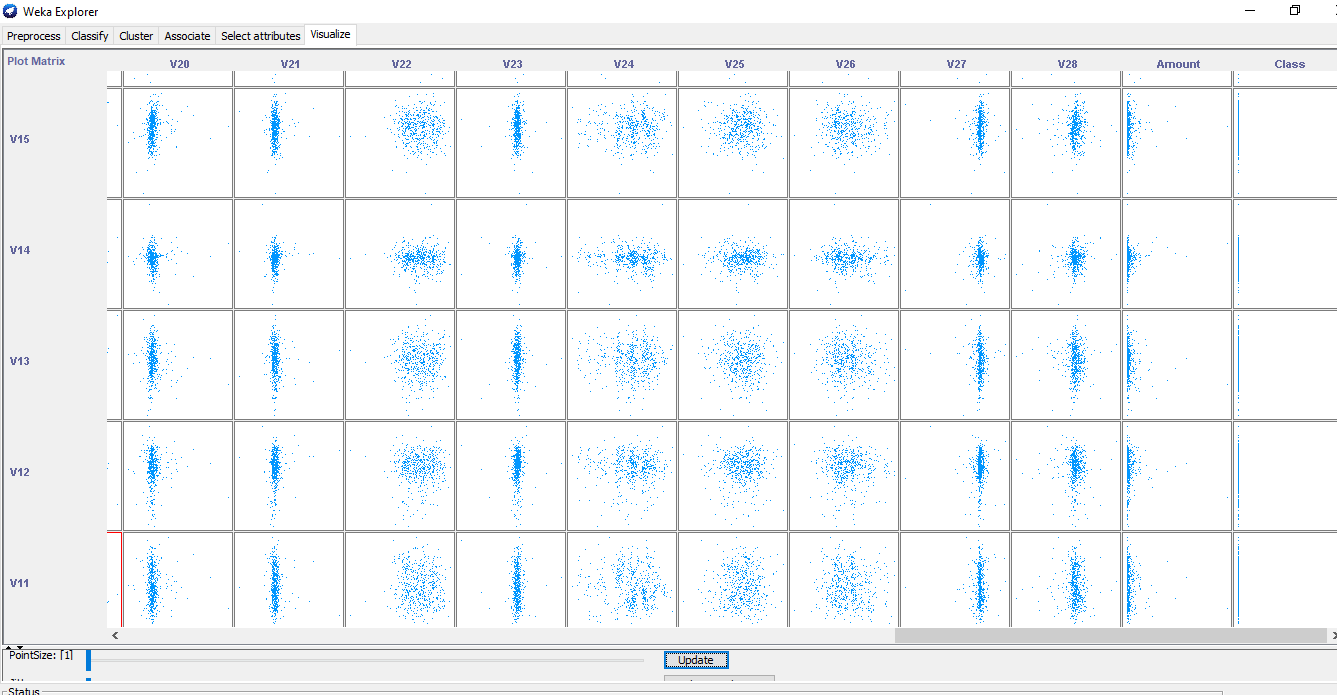 Weka Explorer
Preprocess Classify Cluster Associate Select attributes Visualize
Plot Matrix V20 V21 V22 V23 V24 V25 V26 V27 V28 Amount Class
V15
V14
V13
V12
V11
PointSize: [1] Update
Status